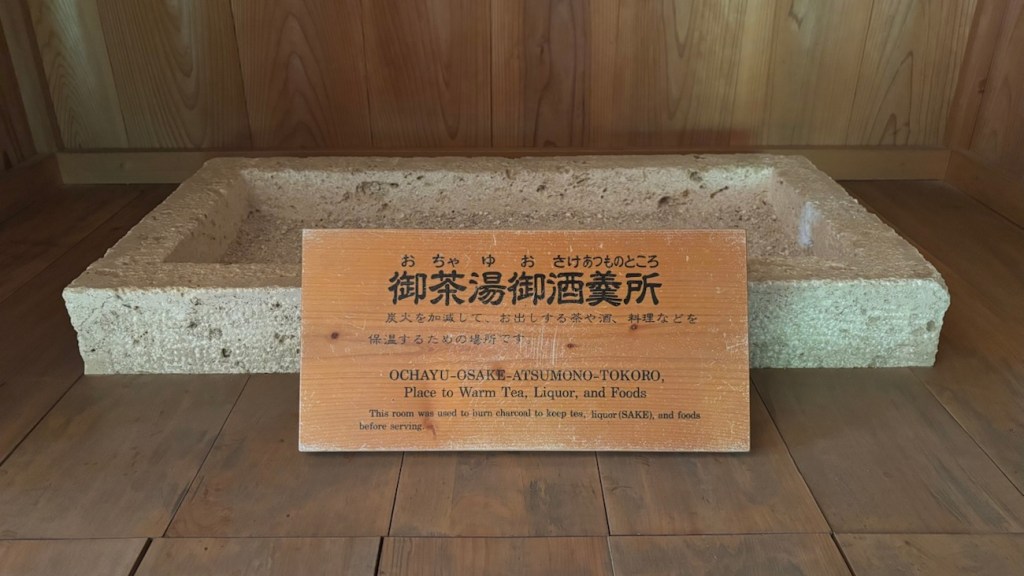 おちゃ ゆ お さけあつものところ
御茶湯御酒羹所
炭火を加減して、お出しする茶や酒、料理などを
保温するための場所です。
OCHAYU-OSAKE-ATSUMONO-TOKORO,
Place to Warm Tea, Liquor, and Foods
This room was used to burn charcoal to keep tea, liquor(SAKE), and foods
before serving.